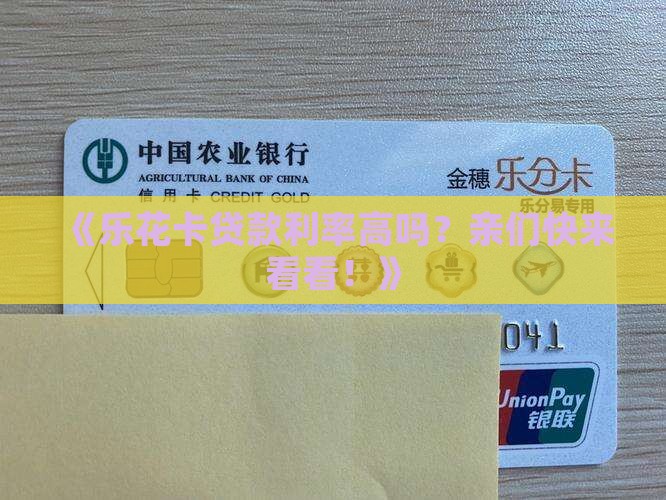 中国农业银行
AGRICULTURAL BANK OF CHINA
信用卡 CREDIT GOLD
金穗 乐分卡
乐分易专用
《乐花卡贷款利率高吗？亲们快来
看看！》
041
UnionPay
银联